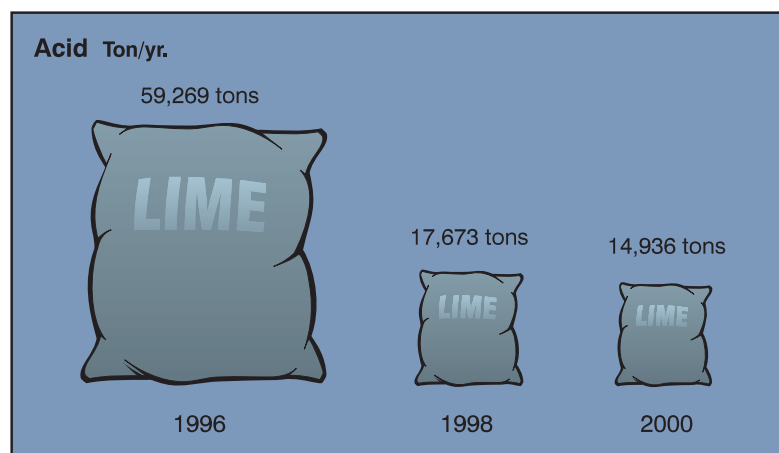 Acid Ton/yr.
59,269 tons
LIME
17,673 tons
LIME
14,936 tons
LIME
1996
1998
2000